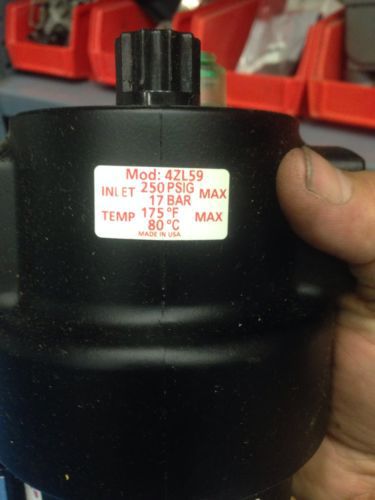 Mod: 4ZL59
INLET 250 PSIG MAX
17 BAR
TEMP 175 °F MAX
80 °C
MADE IN USA